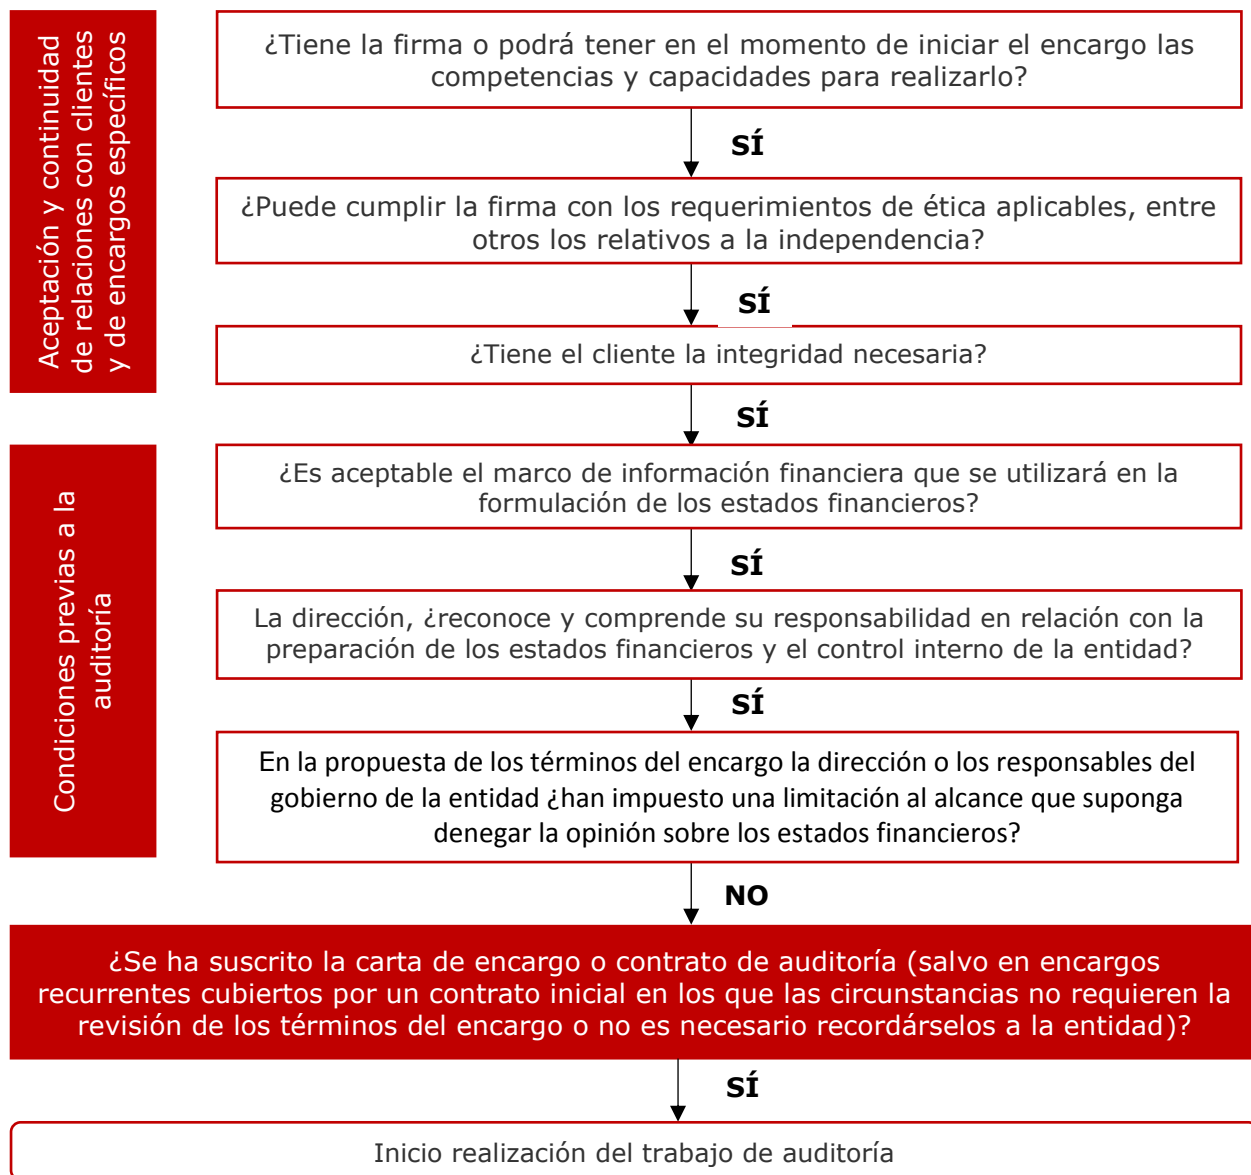 Aceptación y continuidad
de relaciones con clientes
y de encargos específicos
¿Tiene la firma o podrá tener en el momento de iniciar el encargo las
competencias y capacidades para realizarlo?
SÍ
¿Puede cumplir la firma con los requerimientos de ética aplicables, entre
otros los relativos a la independencia?
SÍ
¿Tiene el cliente la integridad necesaria?
SÍ
Condiciones previas a la
auditoría
¿Es aceptable el marco de información financiera que se utilizará en la
formulación de los estados financieros?
SÍ
La dirección, ¿reconoce y comprende su responsabilidad en relación con la
preparación de los estados financieros y el control interno de la entidad?
SÍ
En la propuesta de los términos del encargo la dirección o los responsables del
gobierno de la entidad ¿han impuesto una limitación al alcance que suponga
denegar la opinión sobre los estados financieros?
NO
¿Se ha suscrito la carta de encargo o contrato de auditoría (salvo en encargos
recurrentes cubiertos por un contrato inicial en los que las circunstancias no requieren la
revisión de los términos del encargo o no es necesario recordárselos a la entidad)?
SÍ
Inicio realización del trabajo de auditoría